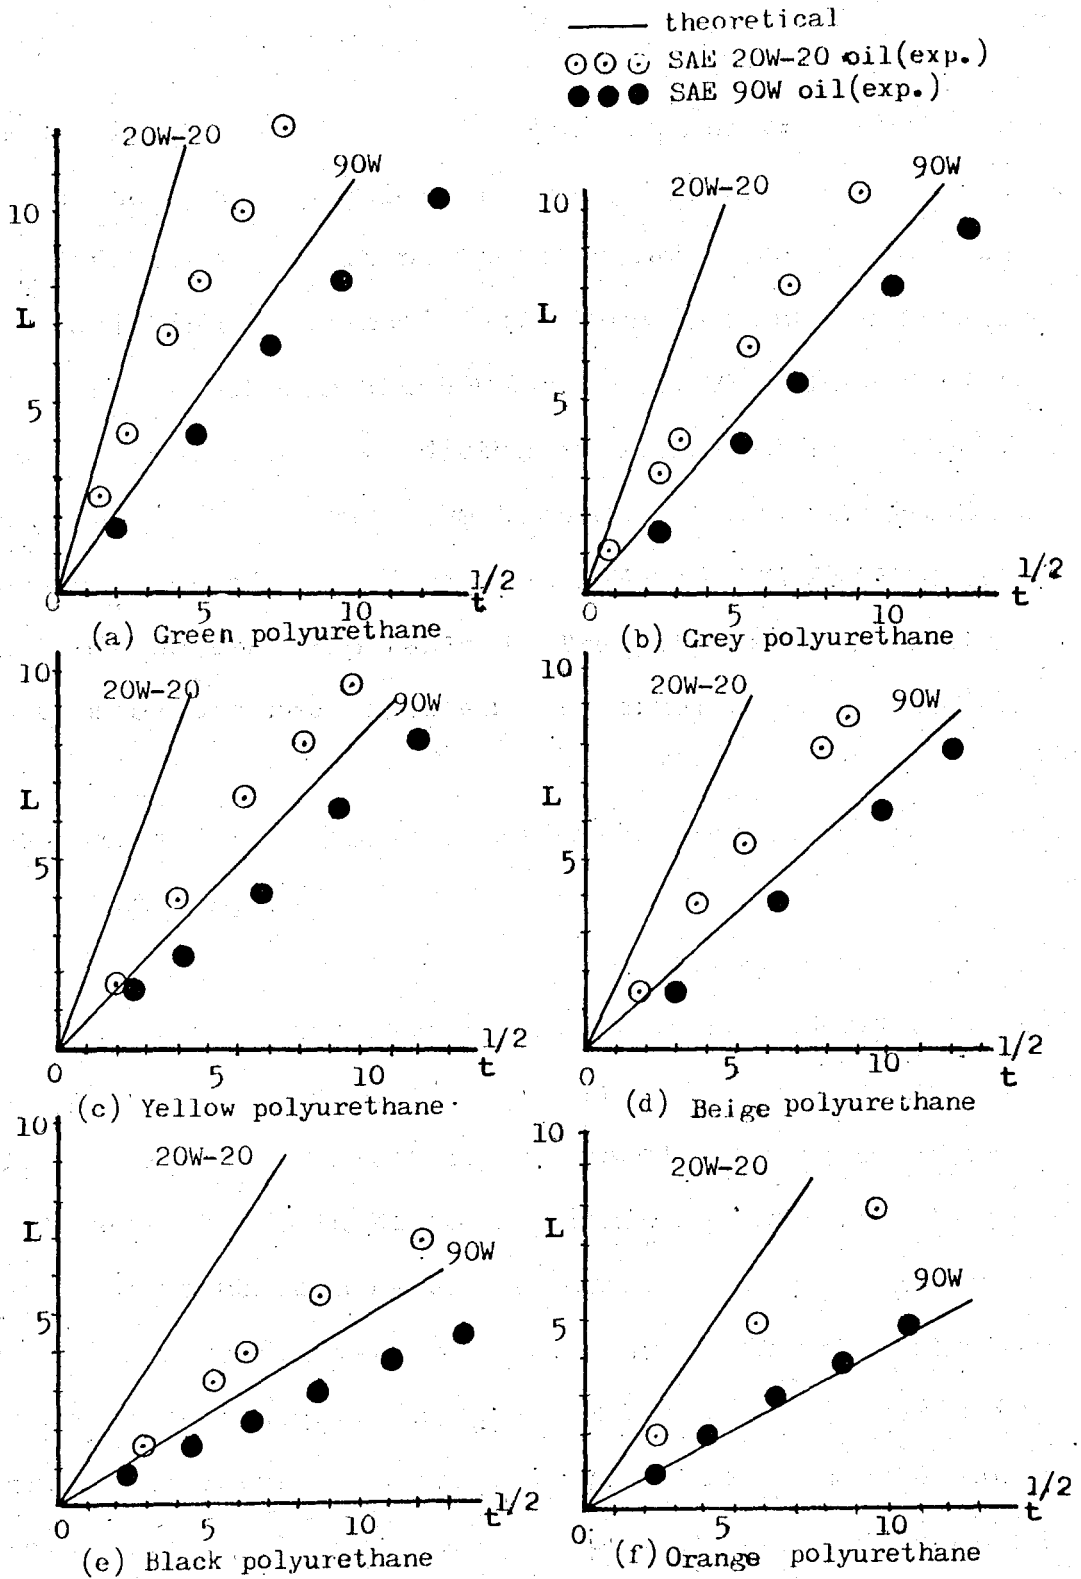 theoretical
SAE 20W-20 oil(exp.)
SAE 90W oil(exp.)
20W-20
90W
10
L
5
0
5
10
t 1/2
(a) Green polyurethane
20W-20
90W
10
L
5
0
5
10
t 1/2
(b) Grey polyurethane
10
20W-20
90W
L
5
0
5
10
t 1/2
(c) Yellow polyurethane
10
20W-20
90W
L
5
0
5
10
t 1/2
(d) Beige polyurethane
10
20W-20
L
90W
5
0
5
10
t 1/2
(e) Black polyurethane
10
20W-20
L
90W
5
0
5
10
t 1/2
(f) Orange polyurethane